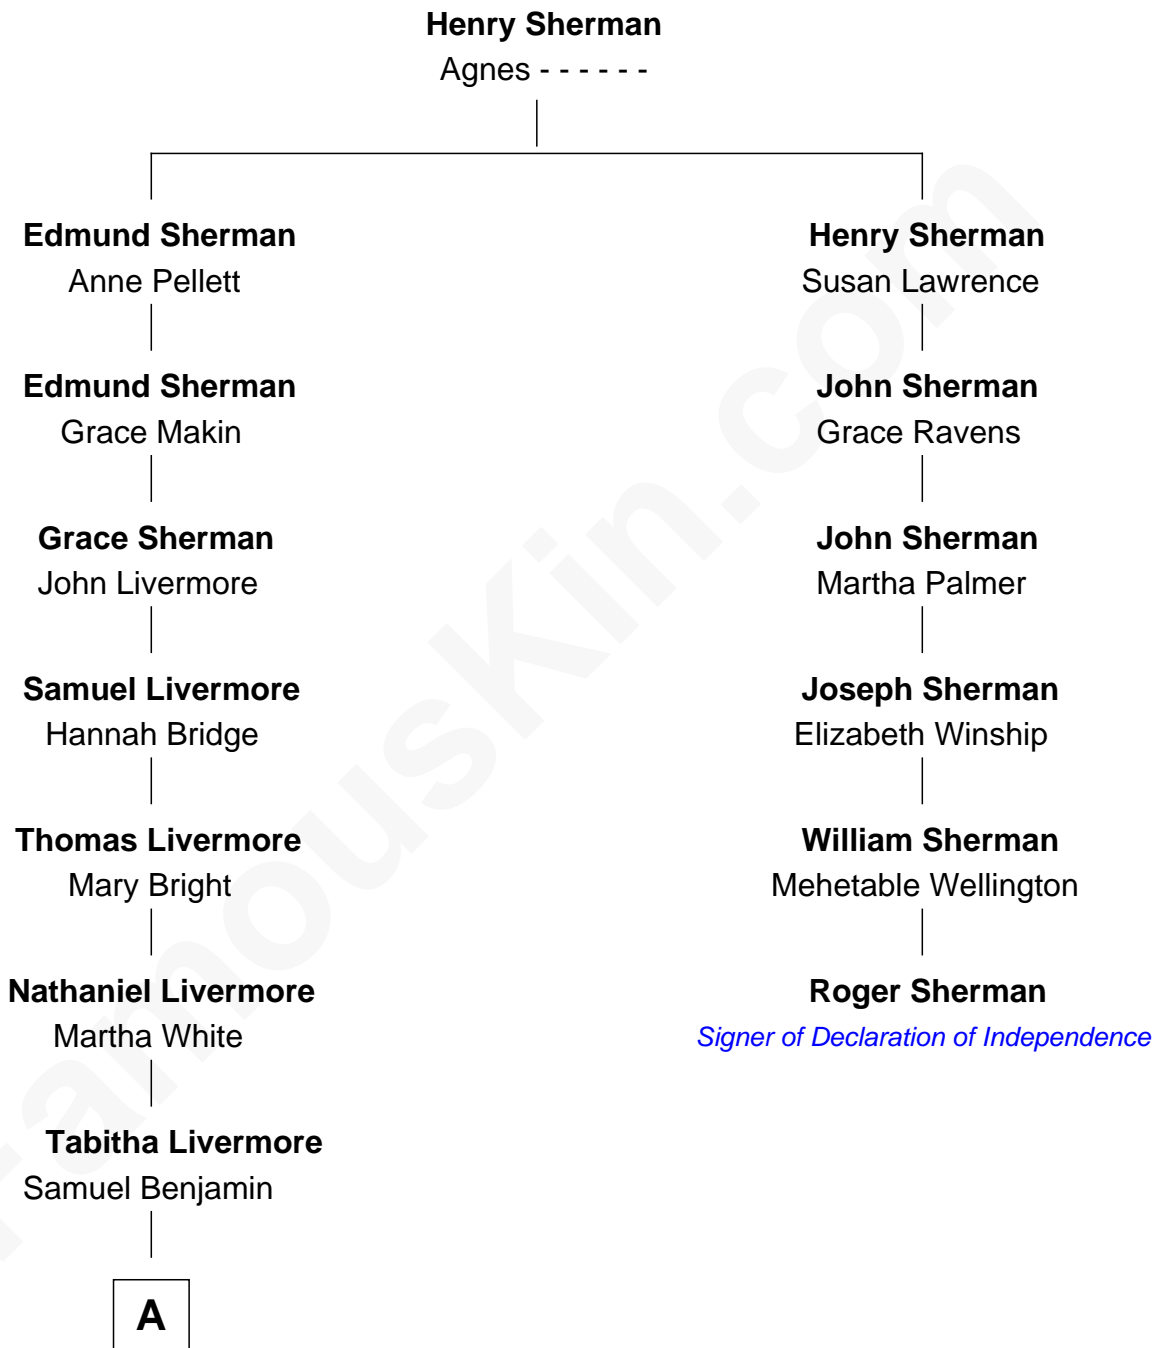 Henry Sherman
Agnes - - - - - -
Edmund Sherman
Anne Pellett
Henry Sherman
Susan Lawrence
Edmund Sherman
Grace Makin
John Sherman
Grace Ravens
Grace Sherman
John Livermore
John Sherman
Martha Palmer
Samuel Livermore
Hannah Bridge
Joseph Sherman
Elizabeth Winship
Thomas Livermore
Mary Bright
William Sherman
Mehetable Wellington
Nathaniel Livermore
Martha White
Roger Sherman
Signer of Declaration of Independence
Tabitha Livermore
Samuel Benjamin
A
FamousKin.com